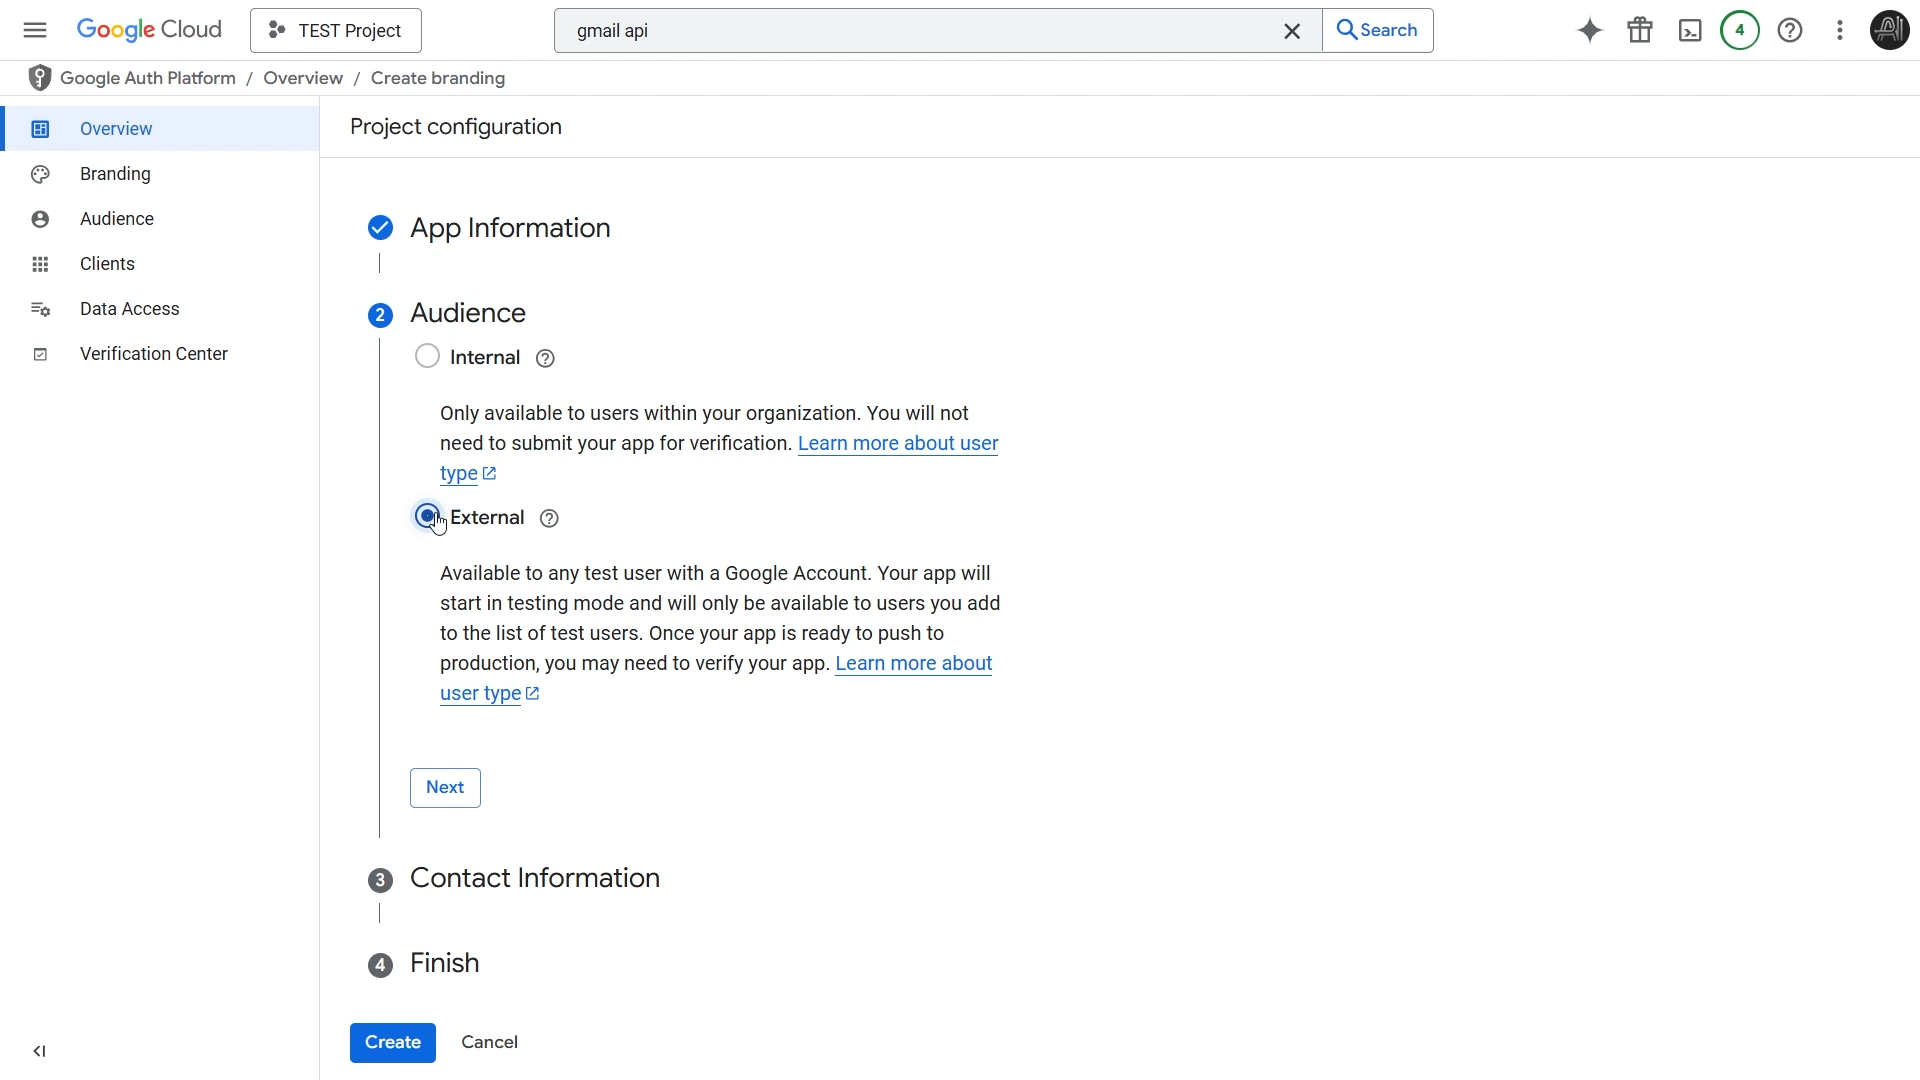 Google Cloud
TEST Project
gmail api
Search
4
Google Auth Platform / Overview / Create branding
Overview
Branding
Audience
Clients
Data Access
Verification Center
Project configuration
App Information
2 Audience
Internal
Only available to users within your organization. You will not
need to submit your app for verification. Learn more about user
type
External
Available to any test user with a Google Account. Your app will
start in testing mode and will only be available to users you add
to the list of test users. Once your app is ready to push to
production, you may need to verify your app. Learn more about
user type
Next
3 Contact Information
4 Finish
Create
Cancel